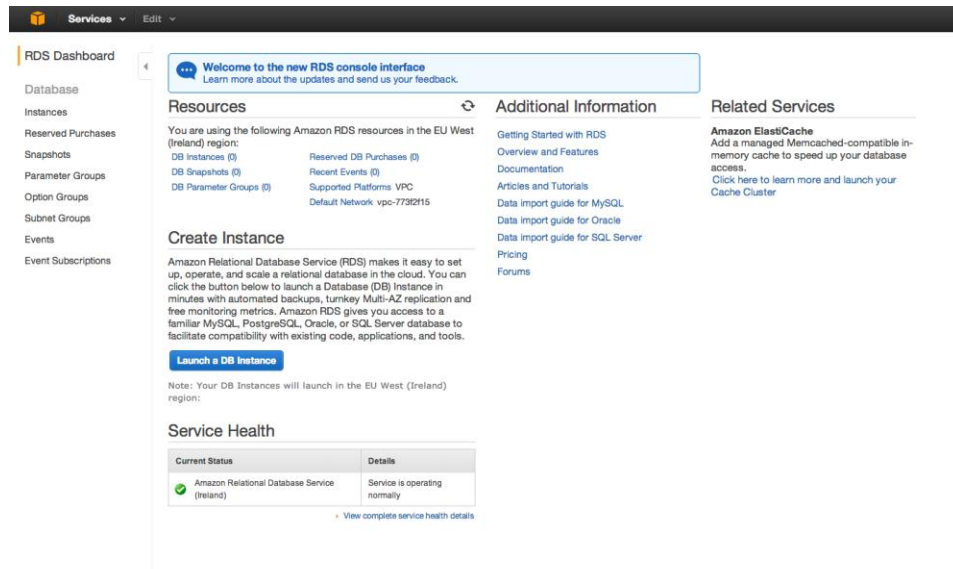 Services
Edit
RDS Dashboard
Database
Instances
Reserved Purchases
Snapshots
Parameter Groups
Option Groups
Subnet Groups
Events
Event Subscriptions
Welcome to the new RDS console interface
Learn more about the updates and send us your feedback.
Resources
You are using the following Amazon RDS resources in the EU West
(Ireland) region:
DB Instances (0)
Reserved DB Purchases (0)
DB Snapshots (0)
Recent Events (0)
DB Parameter Groups (0)
Supported Platforms VPC
Default Network vpc-773f2f15
Create Instance
Amazon Relational Database Service (RDS) makes it easy to set
up, operate, and scale a relational database in the cloud. You can
click the button below to launch a Database (DB) Instance in
minutes with automated backups, turnkey Multi-AZ replication and
free monitoring metrics. Amazon RDS gives you access to a
familiar MySQL, PostgreSQL, Oracle, or SQL Server database to
facilitate compatibility with existing code, applications, and tools.
Launch a DB Instance
Note: Your DB Instances will launch in the EU West (Ireland)
region:
Service Health
Current Status
Details
Amazon Relational Database Service
(Ireland)
Service is operating
normally
View complete service health details
Additional Information
Getting Started with RDS
Overview and Features
Documentation
Articles and Tutorials
Data import guide for MySQL
Data import guide for Oracle
Data import guide for SQL Server
Pricing
Forums
Related Services
Amazon ElastiCache
Add a managed Memcached-compatible in-
memory cache to speed up your database
access.
Click here to learn more and launch your
Cache Cluster